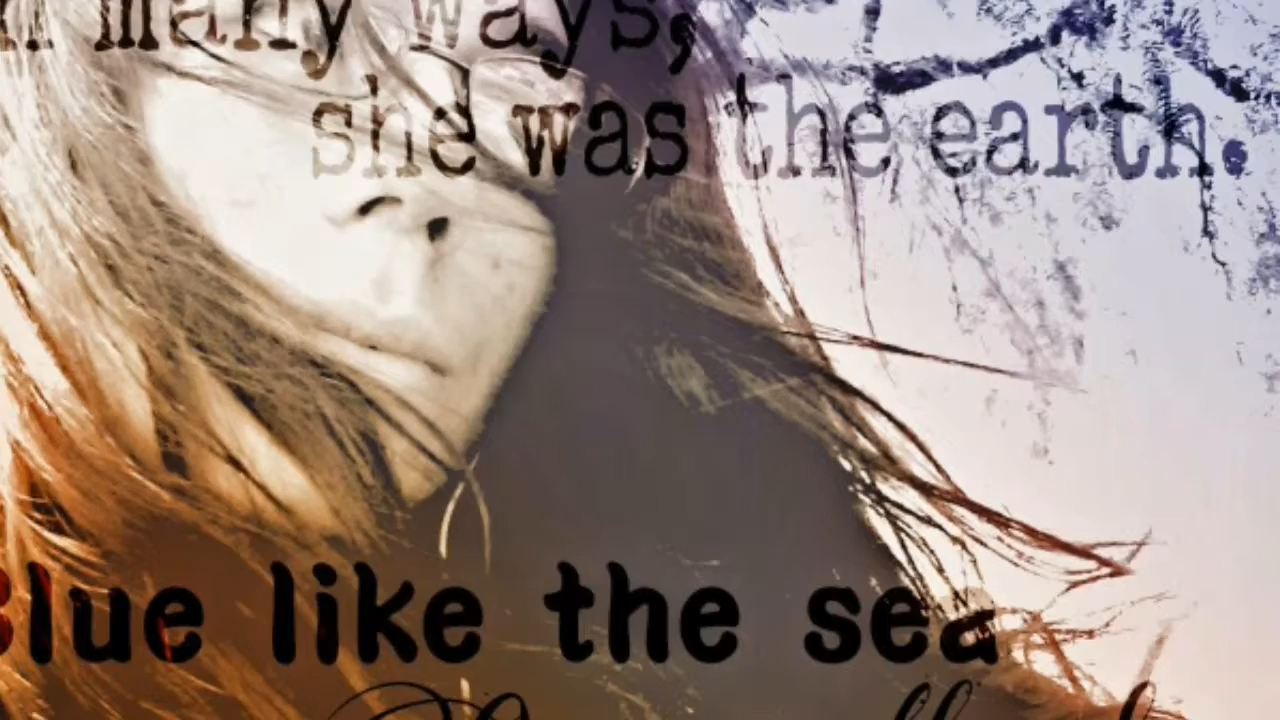 many ways,
she was the earth.
Blue like the sea